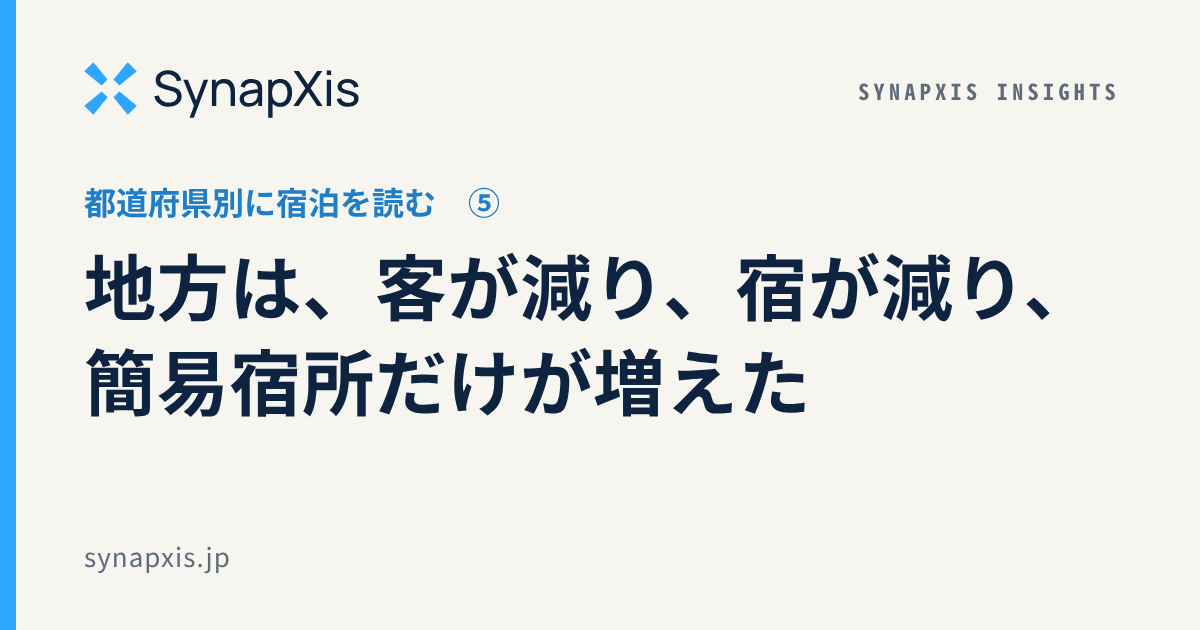 SynapXis
SYNAPXIS INSIGHTS
都道府県別に宿泊を読む ⑤
地方は、客が減り、宿が減り、
簡易宿所だけが増えた
synapxis.jp